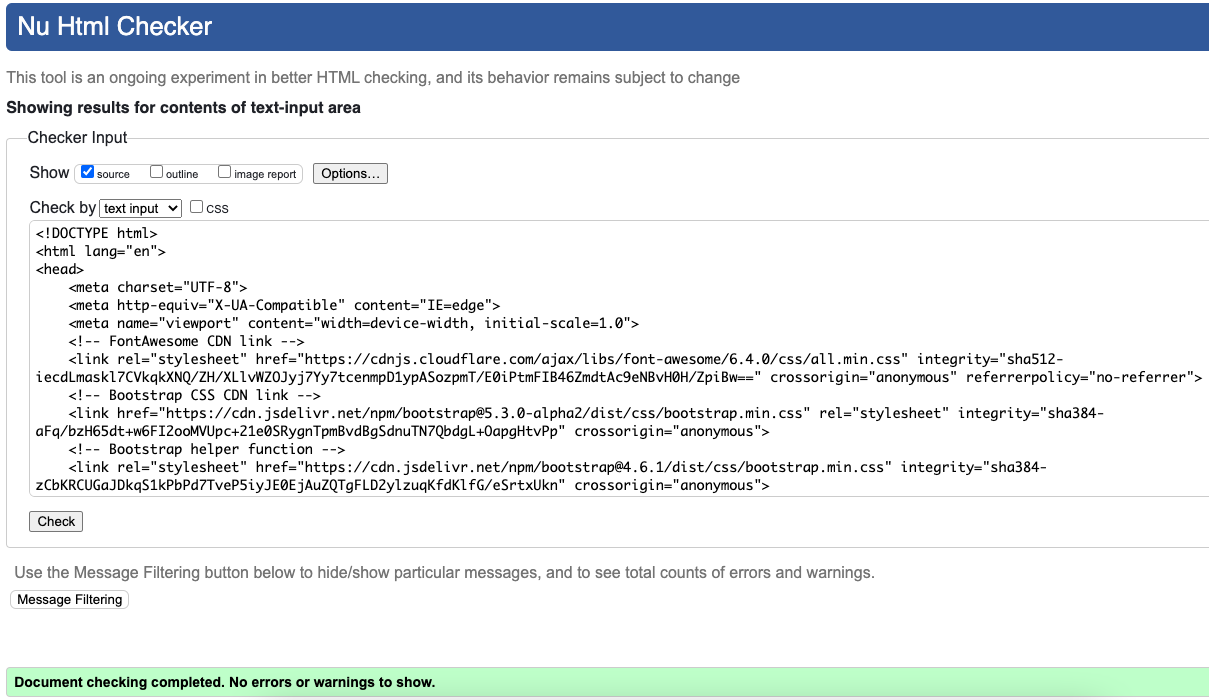 Nu Html Checker
This tool is an ongoing experiment in better HTML checking, and its behavior remains subject to change
Showing results for contents of text-input area
Checker Input
Show source outline image report Options...
Check by text input CSS
<!DOCTYPE html>
<html lang="en">
<head>
    <meta charset="UTF-8">
    <meta http-equiv="X-UA-Compatible" content="IE=edge">
    <meta name="viewport" content="width=device-width, initial-scale=1.0">
    <!-- FontAwesome CDN link -->
    <link rel="stylesheet" href="https://cdnjs.cloudflare.com/ajax/libs/font-awesome/6.4.0/css/all.min.css" integrity="sha512-
iecdLmaskl7CVkqkXNQ/ZH/XLlvWZOJyj7Yy7tcenmpD1ypASozpmT/E0iPtmFIB46ZmdtAc9eNBvH0H/ZpiBw==" crossorigin="anonymous" referrerpolicy="no-referrer">
    <!-- Bootstrap CSS CDN link -->
    <link href="https://cdn.jsdelivr.net/npm/bootstrap@5.3.0-alpha2/dist/css/bootstrap.min.css" rel="stylesheet" integrity="sha384-
aFq/bzH65dt+w6FI2ooMVUpc+21e0SRygnTpmBvdBgSdnuTN7QbdgL+OapgHtvPp" crossorigin="anonymous">
    <!-- Bootstrap helper function -->
    <link rel="stylesheet" href="https://cdn.jsdelivr.net/npm/bootstrap@4.6.1/dist/css/bootstrap.min.css" integrity="sha384-
zCbKRCUGaJDkqS1kPbPd7TveP5iyJE0EjAuZQTgFLD2ylzuqKfdKlfG/eSrtxUkn" crossorigin="anonymous">
Check
Use the Message Filtering button below to hide/show particular messages, and to see total counts of errors and warnings.
Message Filtering
Document checking completed. No errors or warnings to show.